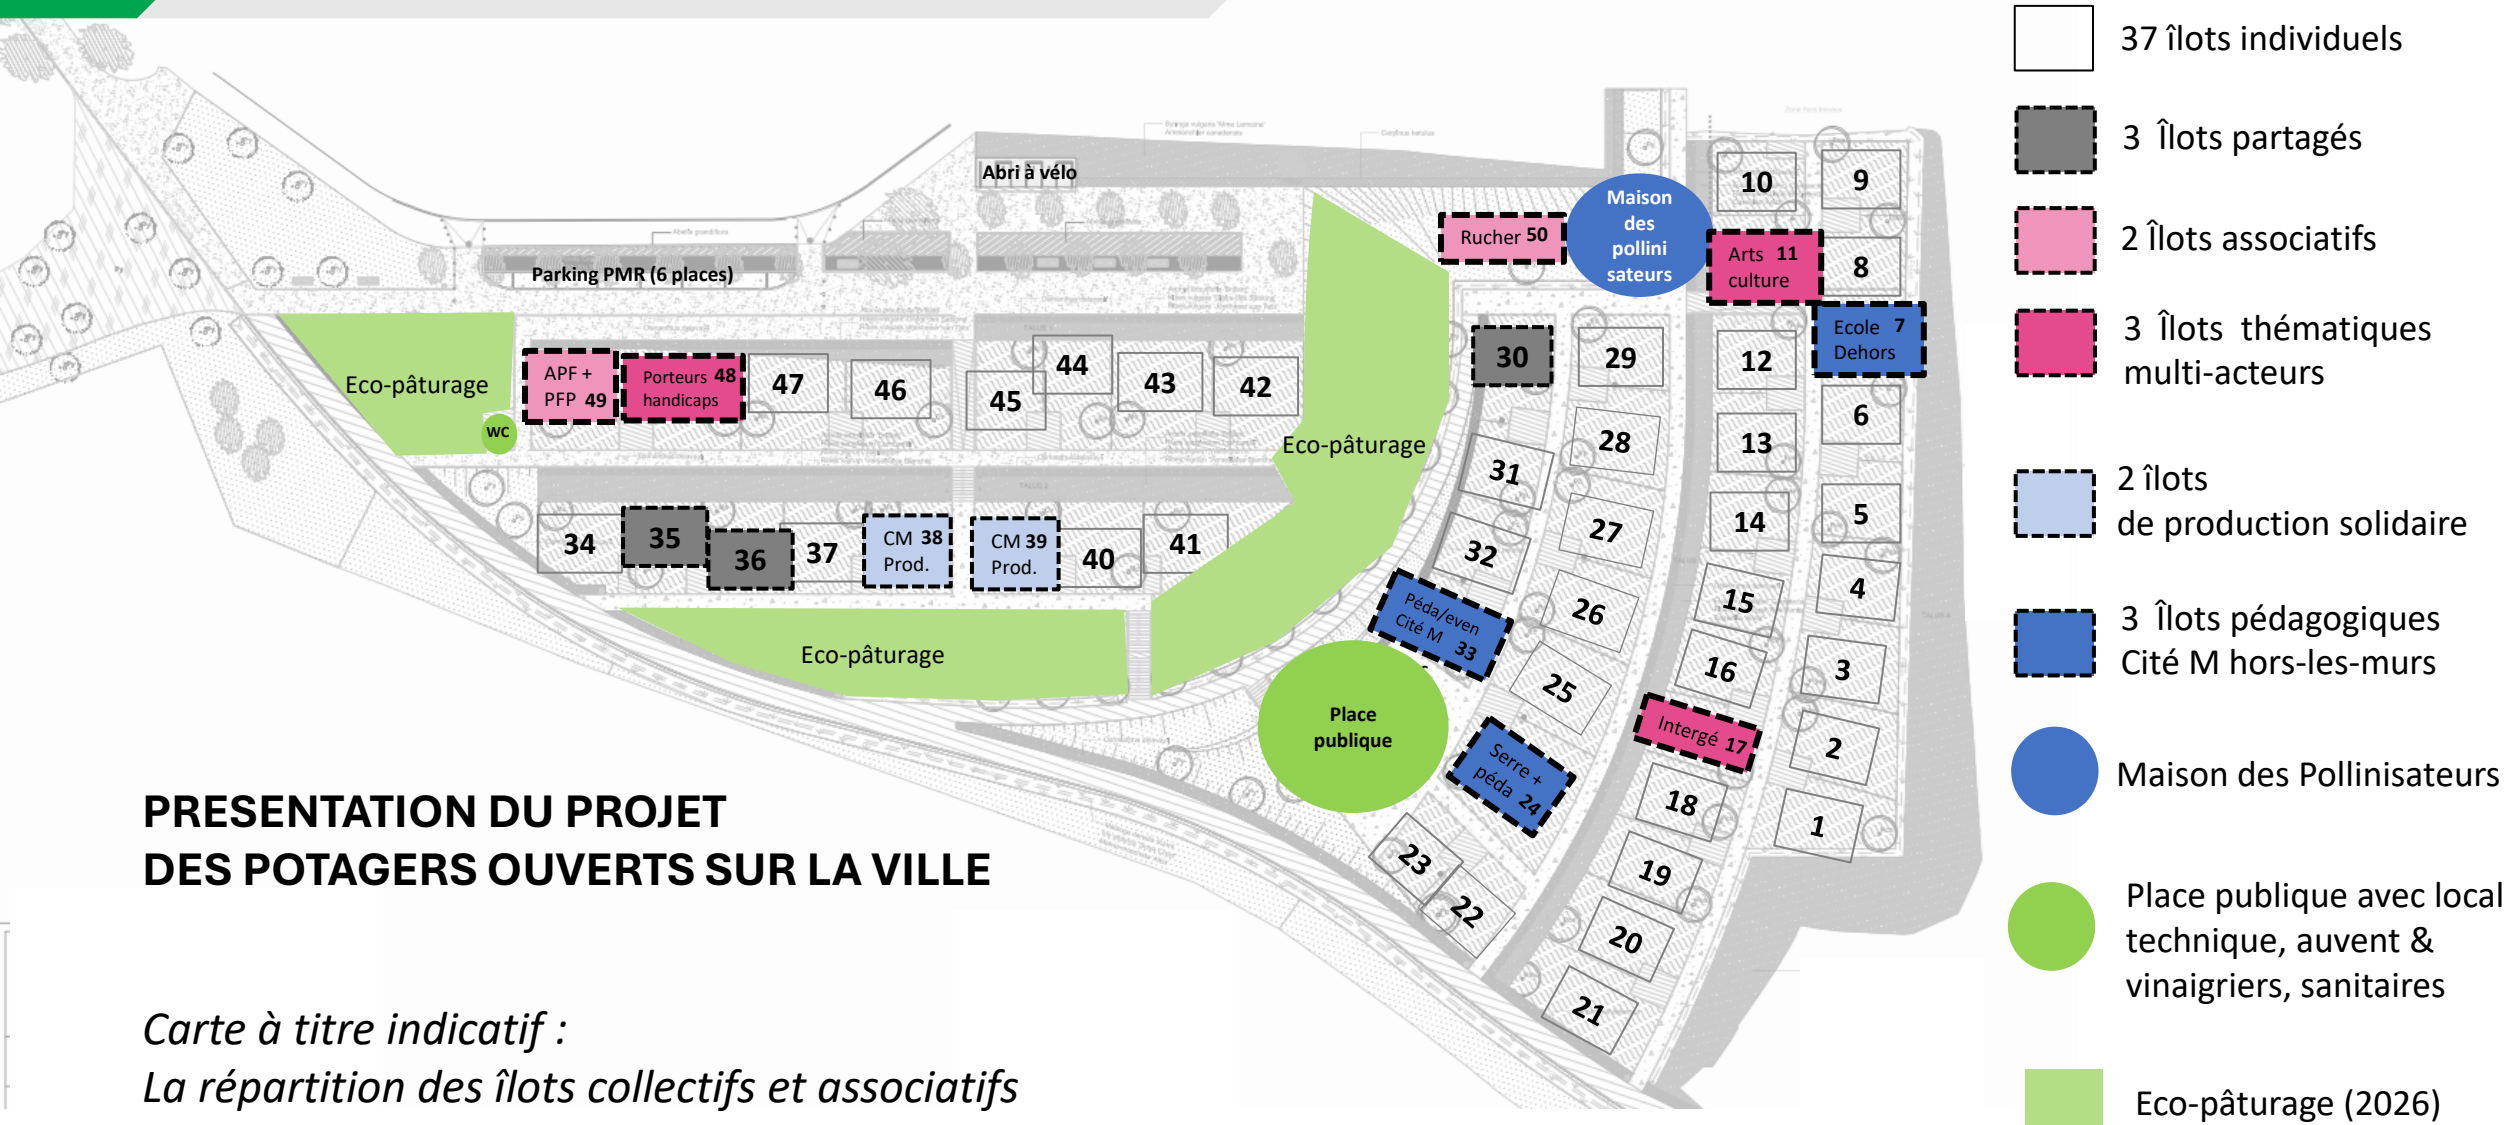 37 îlots individuels
3 Îlots partagés
2 Îlots associatifs
3 Îlots thématiques
multi-acteurs
2 îlots
de production solidaire
3 Îlots pédagogiques
Cité M hors-les-murs
Maison des Pollinisateurs
Place publique avec local
technique, auvent &
vinaigriers, sanitaires
Eco-pâturage (2026)
Abri à vélo
Parking PMR (6 places)
Maison
des
pollini
sateurs
Rucher 50
10
9
Arts 11
culture
8
Ecole 7
Dehors
Eco-pâturage
WC
APF +
PFP 49
Porteurs 48
handicaps
47
46
45
44
43
42
Eco-pâturage
30
29
12
6
31
28
13
5
34
35
36
37
CM 38
Prod.
CM 39
Prod.
40
41
32
27
14
4
Eco-pâturage
Péda/even
Cité M 33
26
15
3
25
16
2
Place
publique
Serre +
péda 24
Intergé 17
1
18
23
19
22
20
21
PRESENTATION DU PROJET
DES POTAGERS OUVERTS SUR LA VILLE
Carte à titre indicatif :
La répartition des îlots collectifs et associatifs